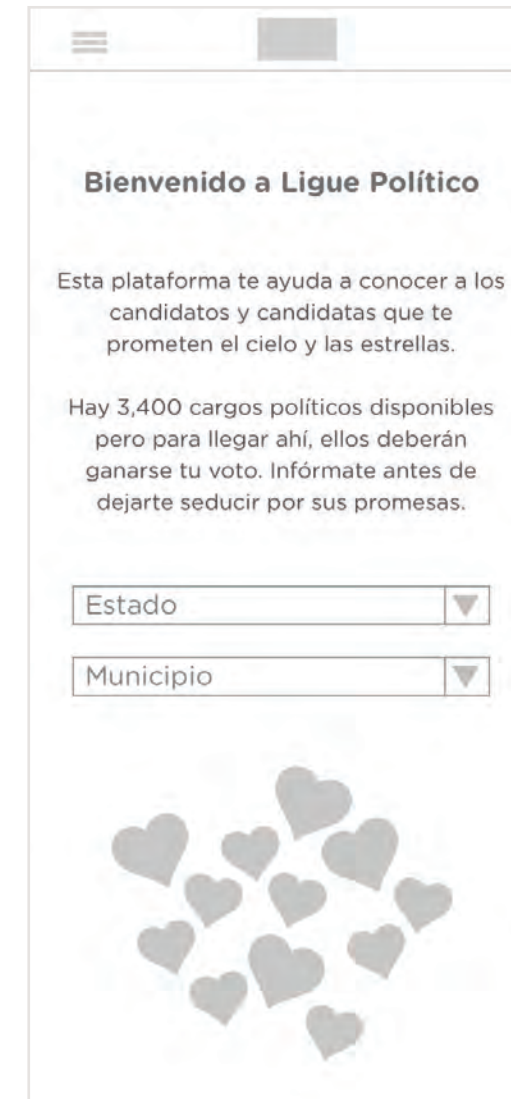 Bienvenido a Ligue Político
Esta plataforma te ayuda a conocer a los
candidatos y candidatas que te
prometen el cielo y las estrellas.
Hay 3,400 cargos políticos disponibles
pero para llegar ahí, ellos deberán
ganarse tu voto. Infórmate antes de
dejarte seducir por sus promesas.
Estado
Municipio